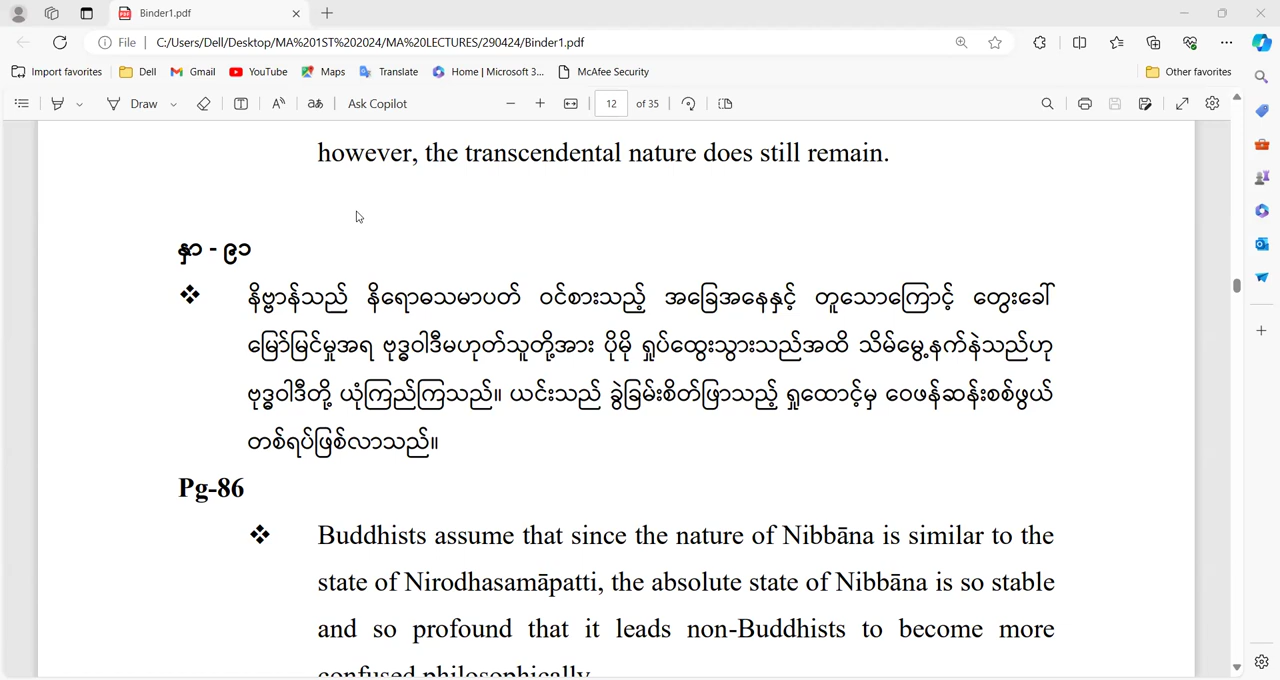 Binder1.pdf
File C:/Users/Dell/Desktop/MA%201ST%202024/MA%20LECTURES/290424/Binder1.pdf
Import favorites Dell Gmail YouTube Maps Translate Home | Microsoft 3... McAfee Security Other favorites
Draw Ask Copilot 12 of 35
however, the transcendental nature does still remain.
နှာ - ၉၁
❖ နိဗ္ဗာန်သည် နိရောဓသမာပတ် ဝင်စားသည့် အခြေအနေနှင့် တူသောကြောင့် တွေးခေါ်
မြော်မြင်မှုအရ ဗုဒ္ဓဝါဒီမဟုတ်သူတို့အား ပိုမို ရှုပ်ထွေးသွားသည်အထိ သိမ်မွေ့နက်နဲသည်ဟု
ဗုဒ္ဓဝါဒီတို့ ယုံကြည်ကြသည်။ ယင်းသည် ခွဲခြမ်းစိတ်ဖြာသည့် ရှုထောင့်မှ ဝေဖန်ဆန်းစစ်ဖွယ်
တစ်ရပ်ဖြစ်လာသည်။
Pg-86
❖ Buddhists assume that since the nature of Nibbāna is similar to the
state of Nirodhasamāpatti, the absolute state of Nibbāna is so stable
and so profound that it leads non-Buddhists to become more
confused philosophically.